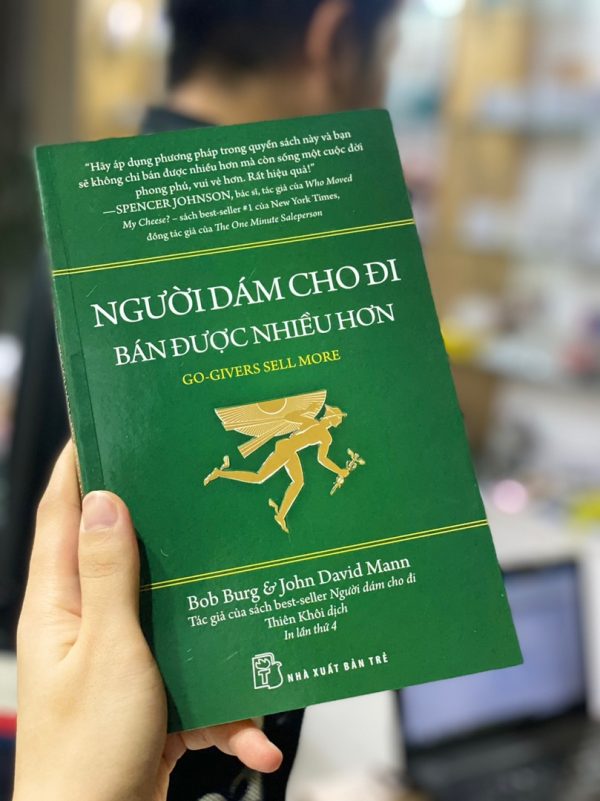 “Hãy áp dụng phương pháp trong quyển sách này và bạn
sẽ không chỉ bán được nhiều hơn mà còn sống một cuộc đời
phong phú, vui vẻ hơn. Rất hiệu quả!”
—SPENCER JOHNSON, bác sĩ, tác giả của Who Moved
My Cheese? – sách best-seller #1 của New York Times,
đồng tác giả của The One Minute Saleperson
NGƯỜI DÁM CHO ĐI
BÁN ĐƯỢC NHIỀU HƠN
GO-GIVERS SELL MORE
Bob Burg & John David Mann
Tác giả của sách best-seller Người dám cho đi
Thiên Khôi dịch
In lần thứ 4
NHÀ XUẤT BẢN TRẺ